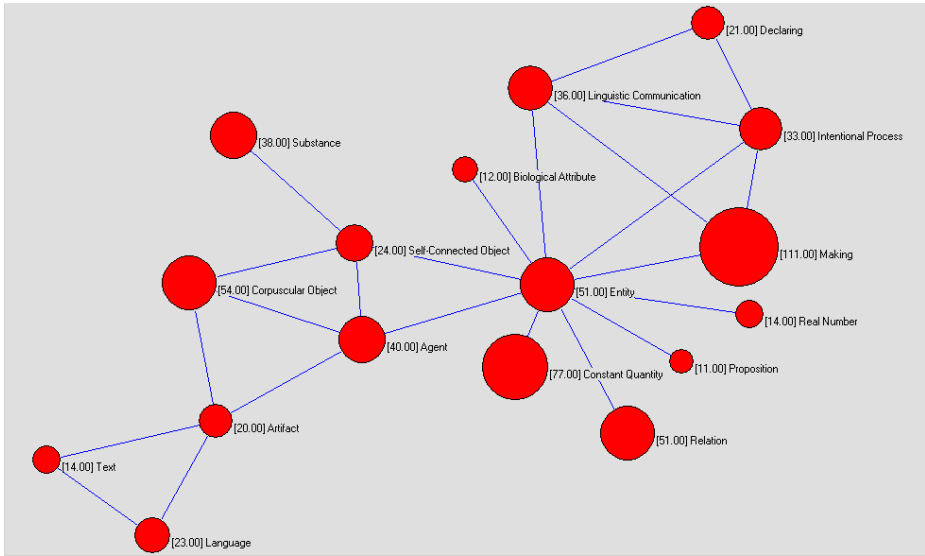 [21.00] Declaring
[36.00] Linguistic Communication
[33.00] Intentional Process
[38.00] Substance
[12.00] Biological Attribute
[24.00] Self-Connected Object
[111.00] Making
[54.00] Corpuscular Object
[51.00] Entity
[14.00] Real Number
[40.00] Agent
[11.00] Proposition
[77.00] Constant Quantity
[20.00] Artifact
[51.00] Relation
[14.00] Text
[23.00] Language